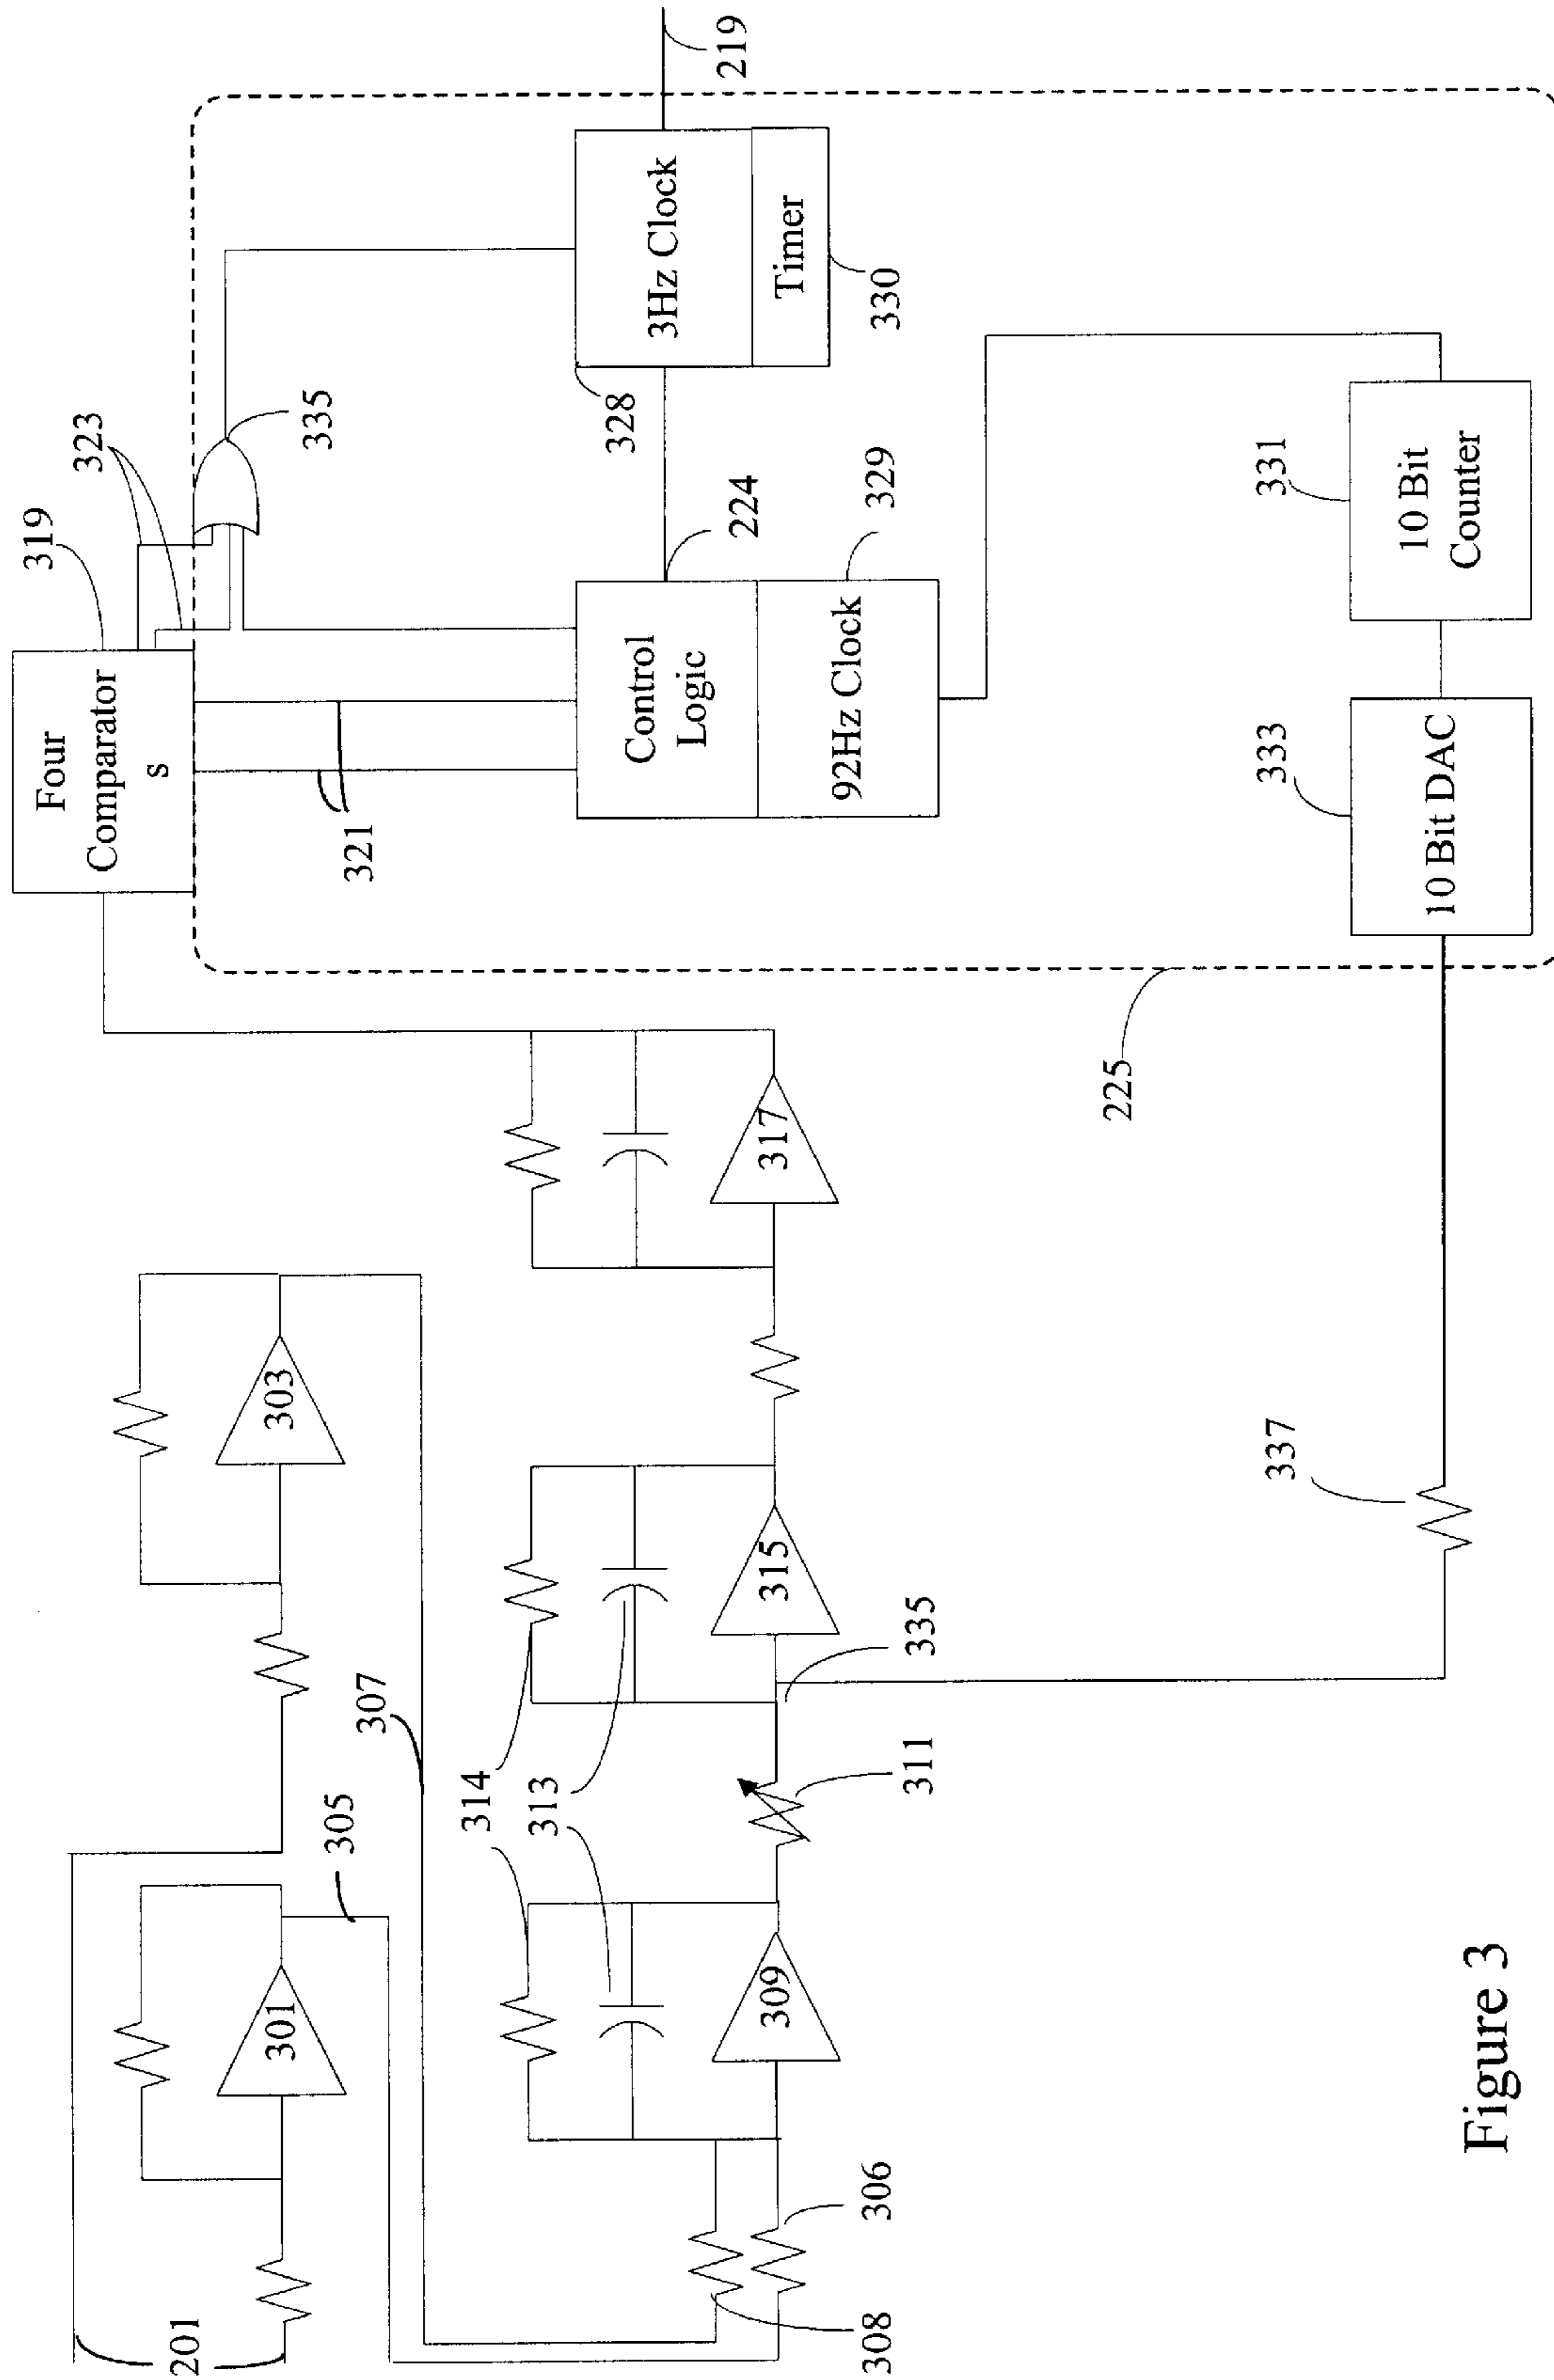 201
301
305
303
307
308
306
309
314
313
311
315
335
317
337
319
Four
Comparator
s
323
335
321
3Hz Clock
Timer
219
328
330
Control
Logic
224
92Hz Clock
329
225
333
10 Bit DAC
331
10 Bit
Counter
Figure 3